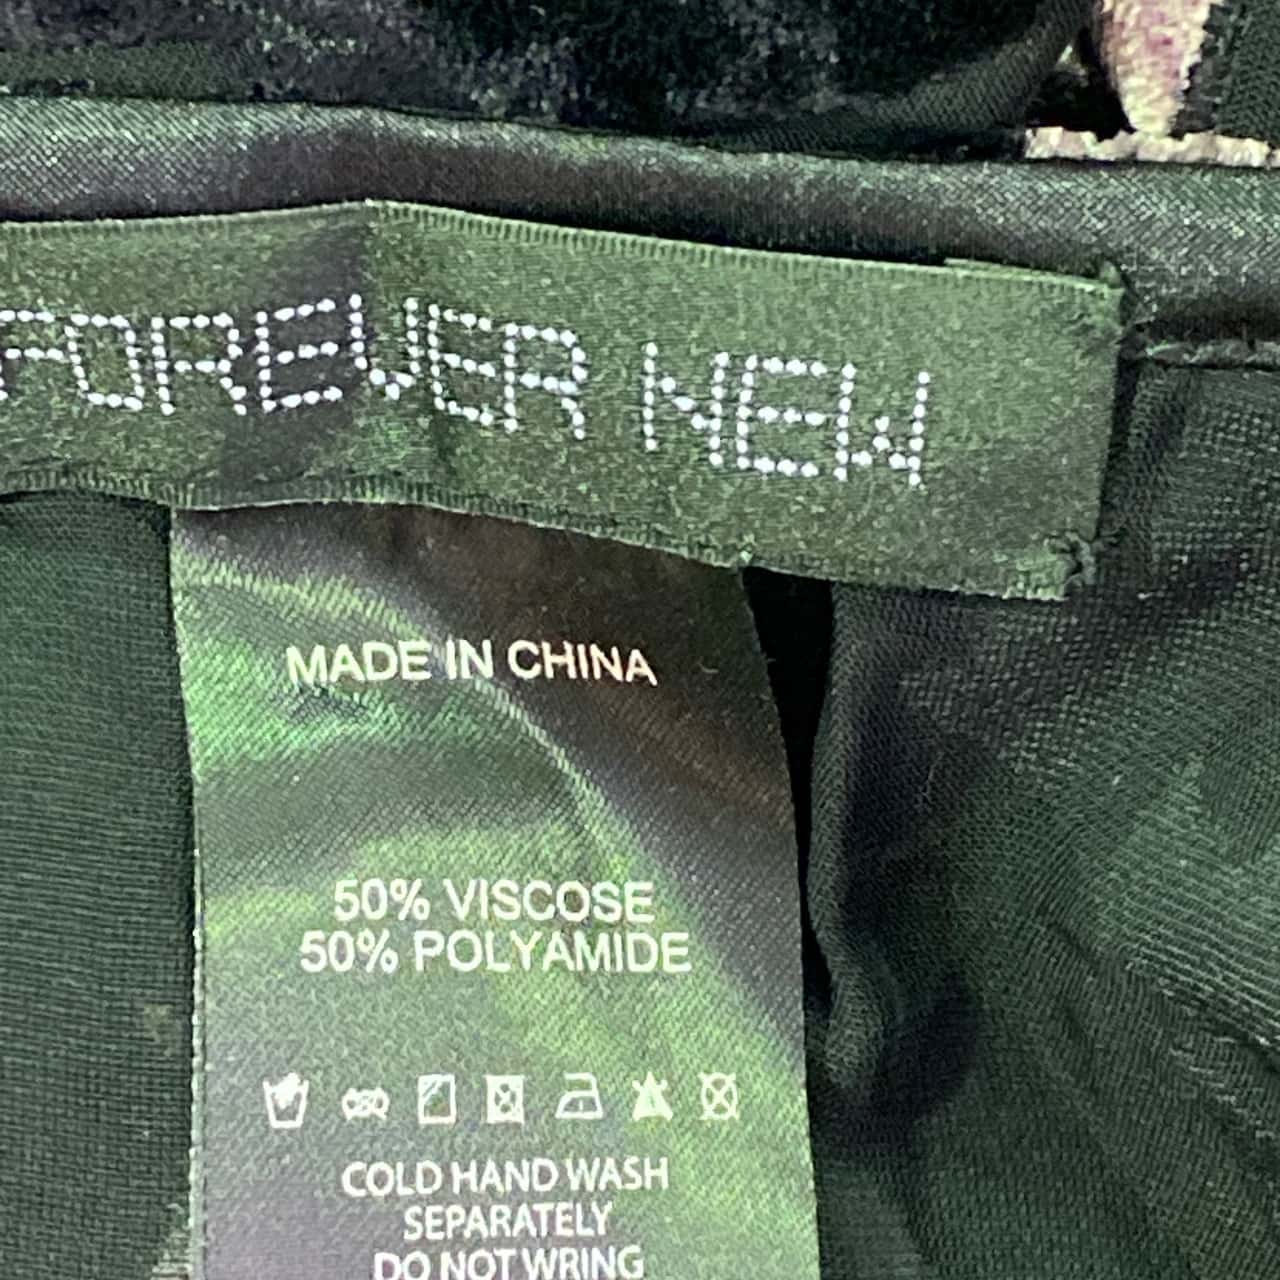 FOREVER NEW
MADE IN CHINA
50% VISCOSE
50% POLYAMIDE
COLD HAND WASH
SEPARATELY
DO NOT WRING